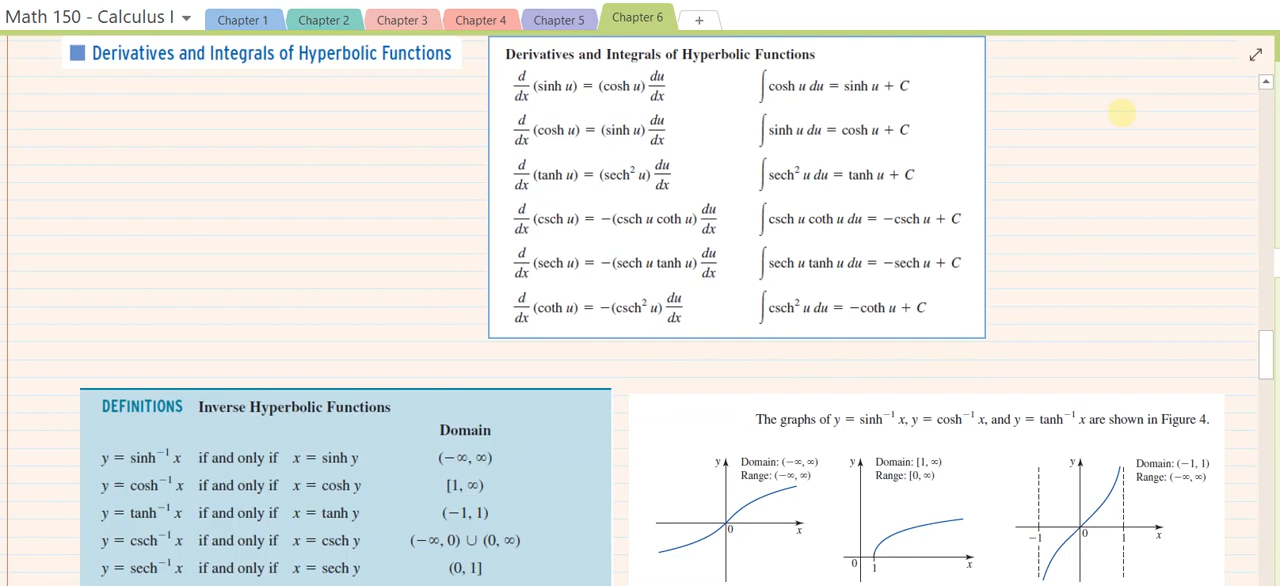 Math 150 - Calculus I
Chapter 1
Chapter 2
Chapter 3
Chapter 4
Chapter 5
Chapter 6
+
Derivatives and Integrals of Hyperbolic Functions
Derivatives and Integrals of Hyperbolic Functions
d/dx (sinh u) = (cosh u) du/dx ∫ cosh u du = sinh u + C
d/dx (cosh u) = (sinh u) du/dx ∫ sinh u du = cosh u + C
d/dx (tanh u) = (sech² u) du/dx ∫ sech² u du = tanh u + C
d/dx (csch u) = −(csch u coth u) du/dx ∫ csch u coth u du = −csch u + C
d/dx (sech u) = −(sech u tanh u) du/dx ∫ sech u tanh u du = −sech u + C
d/dx (coth u) = −(csch² u) du/dx ∫ csch² u du = −coth u + C
DEFINITIONS Inverse Hyperbolic Functions
Domain
y = sinh⁻¹ x if and only if x = sinh y (−∞, ∞)
y = cosh⁻¹ x if and only if x = cosh y [1, ∞)
y = tanh⁻¹ x if and only if x = tanh y (−1, 1)
y = csch⁻¹ x if and only if x = csch y (−∞, 0) ∪ (0, ∞)
y = sech⁻¹ x if and only if x = sech y (0, 1]
The graphs of y = sinh⁻¹ x, y = cosh⁻¹ x, and y = tanh⁻¹ x are shown in Figure 4.
y
Domain: (−∞, ∞)
Range: (−∞, ∞)
0
x
y
Domain: [1, ∞)
Range: [0, ∞)
0
1
x
y
Domain: (−1, 1)
Range: (−∞, ∞)
−1
0
1
x